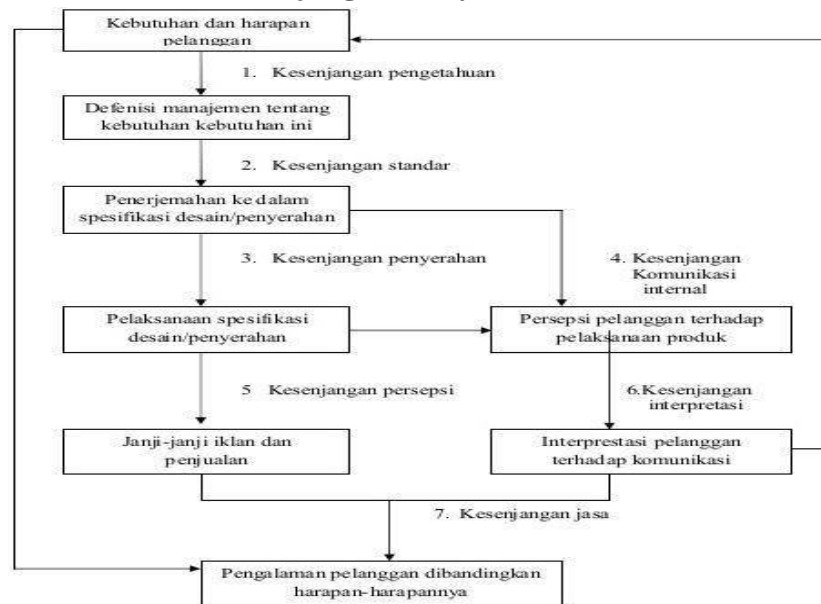 Kebutuhan dan harapan
pelanggan
1. Kesenjangan pengetahuan
Defenisi manajemen tentang
kebutuhan kebutuhan ini
2. Kesenjangan standar
Penerjemahan ke dalam
spesifikasi desain/penyerahan
3. Kesenjangan penyerahan
4. Kesenjangan
Komunikasi
internal
Pelaksanaan spesifikasi
desain/penyerahan
Persepsi pelanggan terhadap
pelaksanaan produk
5 Kesenjangan persepsi
6.Kesenjangan
interpretasi
Janji-janji iklan dan
penjualan
Interprestasi pelanggan
terhadap komunikasi
7. Kesenjangan jasa
Pengalaman pelanggan dibandingkan
harapan-harapannya